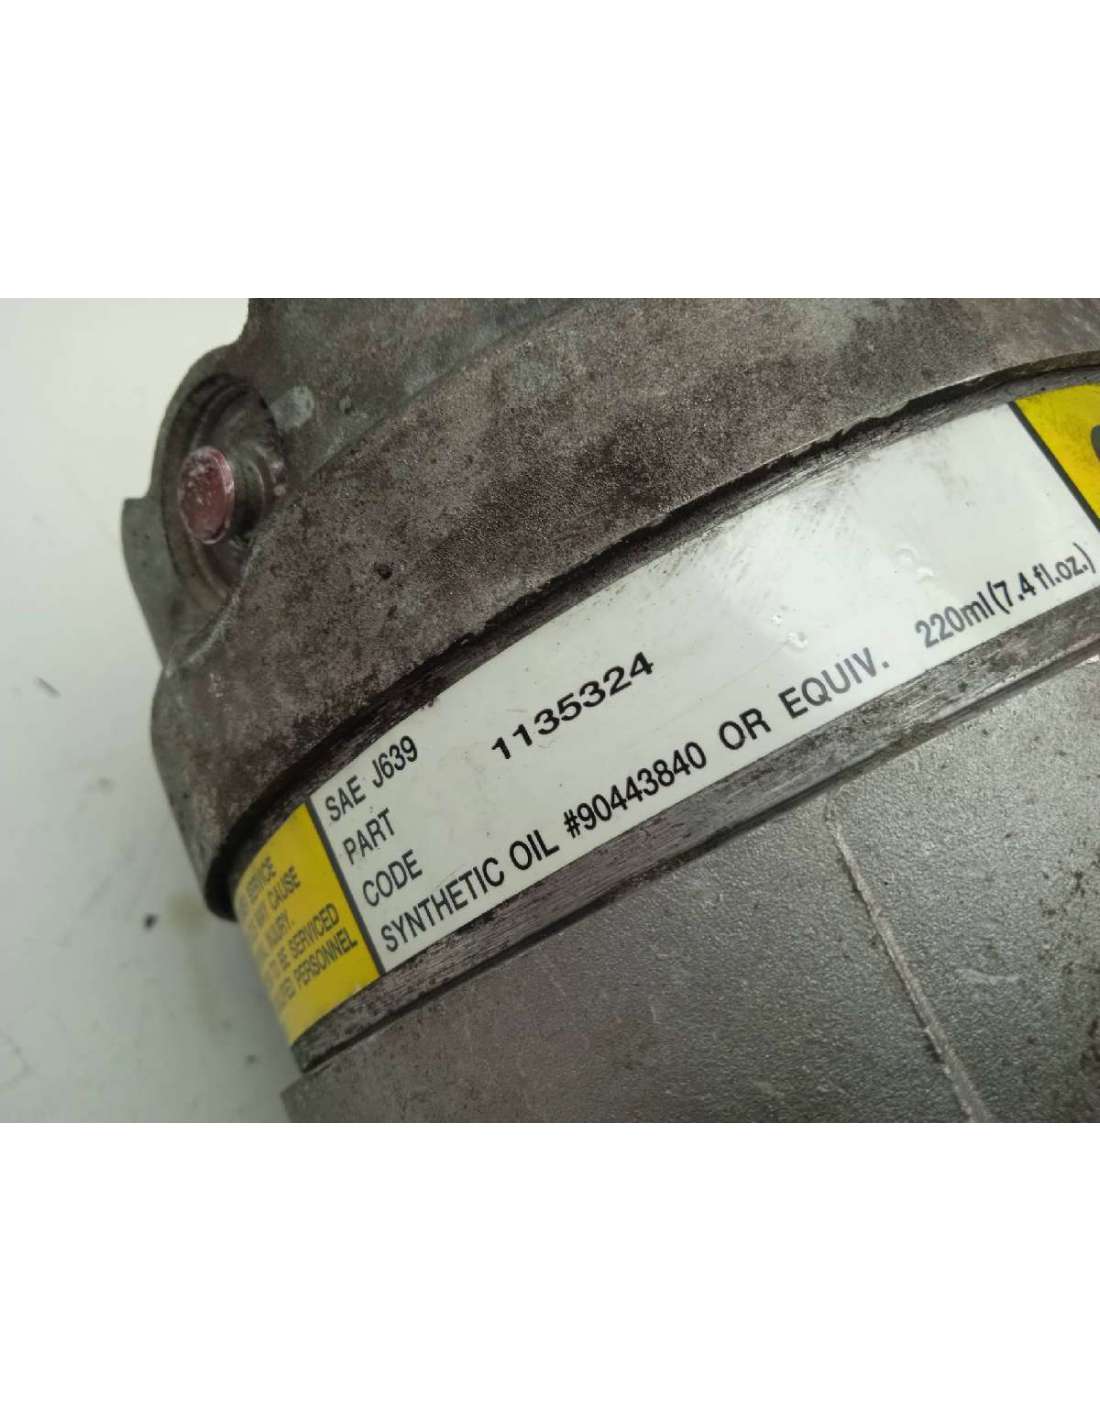 SAE J639
PART 1135324
CODE
SYNTHETIC OIL #90443840 OR EQUIV. 220ml(7.4 fl.oz.)
SERVICE
MAY CAUSE
INJURY.
TO BE SERVICED
PERSONNEL